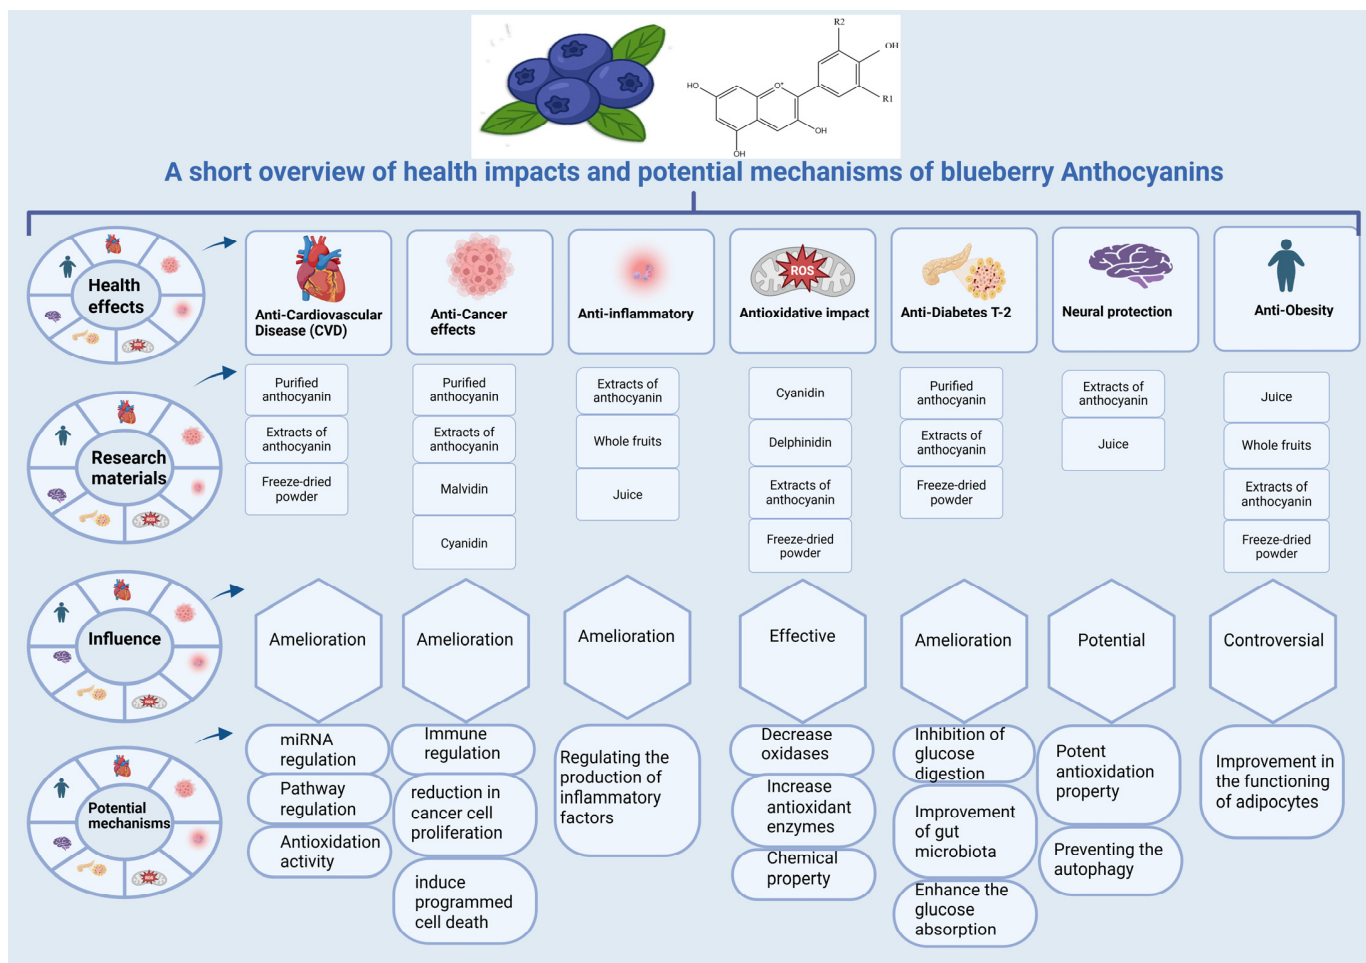 R2
OH
HO
O+
R1
OH
OH
A short overview of health impacts and potential mechanisms of blueberry Anthocyanins
Health
effects
ROS
Anti-Cardiovascular
Disease (CVD)
Anti-Cancer
effects
Anti-inflammatory
ROS
Antioxidative impact
Anti-Diabetes T-2
Neural protection
Anti-Obesity
Research
materials
ROS
Purified
anthocyanin
Extracts of
anthocyanin
Freeze-dried
powder
Purified
anthocyanin
Extracts of
anthocyanin
Malvidin
Cyanidin
Extracts of
anthocyanin
Whole fruits
Juice
Cyanidin
Delphinidin
Extracts of
anthocyanin
Freeze-dried
powder
Purified
anthocyanin
Extracts of
anthocyanin
Freeze-dried
powder
Extracts of
anthocyanin
Juice
Juice
Whole fruits
Extracts of
anthocyanin
Freeze-dried
powder
Influence
ROS
Amelioration
Amelioration
Amelioration
Effective
Amelioration
Potential
Controversial
Potential
mechanisms
ROS
miRNA
regulation
Pathway
regulation
Antioxidation
activity
Immune
regulation
reduction in
cancer cell
proliferation
induce
programmed
cell death
Regulating the
production of
inflammatory
factors
Decrease
oxidases
Increase
antioxidant
enzymes
Chemical
property
Inhibition of
glucose
digestion
Improvement
of gut
microbiota
Enhance the
glucose
absorption
Potent
antioxidation
property
Preventing the
autophagy
Improvement in
the functioning
of adipocytes